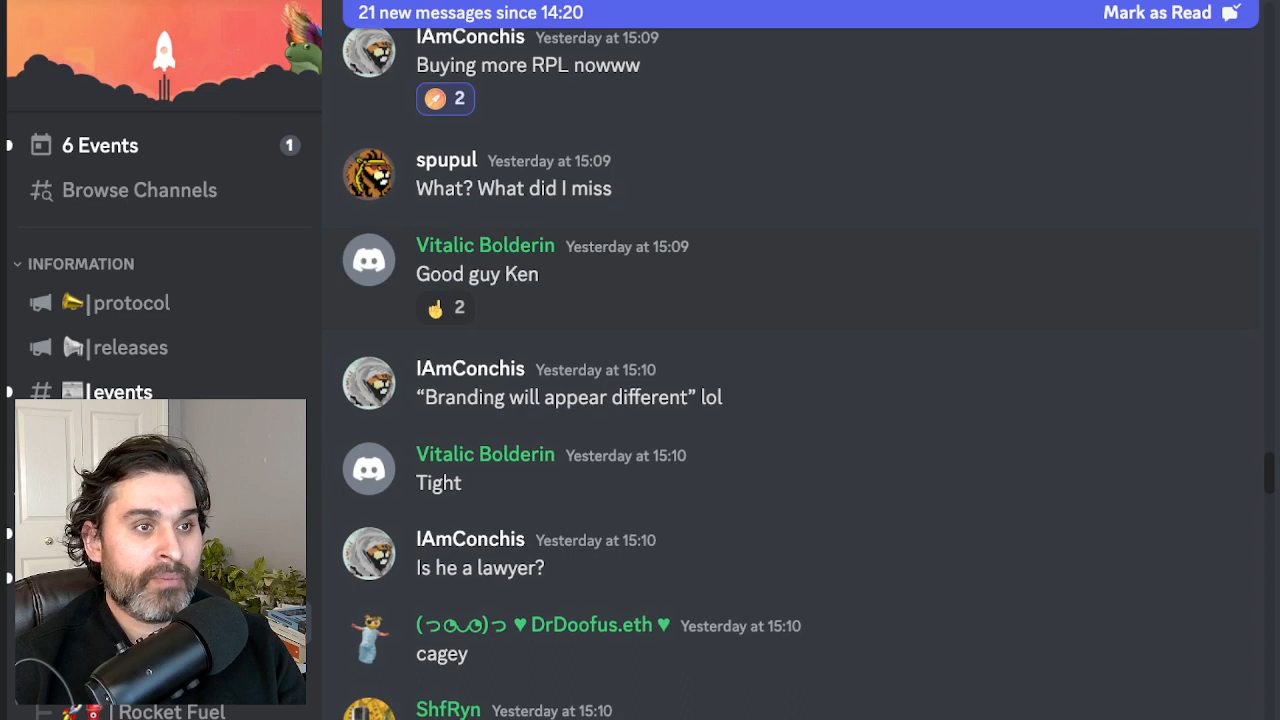 21 new messages since 14:20
Mark as Read
6 Events
1
Browse Channels
INFORMATION
|protocol
|releases
|events
| Rocket Fuel
IAmConchis Yesterday at 15:09
Buying more RPL nowww
2
spupul Yesterday at 15:09
What? What did I miss
Vitalic Bolderin Yesterday at 15:09
Good guy Ken
2
IAmConchis Yesterday at 15:10
“Branding will appear different” lol
Vitalic Bolderin Yesterday at 15:10
Tight
IAmConchis Yesterday at 15:10
Is he a lawyer?
(っ◔◡◔)っ ♥ DrDoofus.eth ♥ Yesterday at 15:10
cagey
ShfRyn Yesterday at 15:10